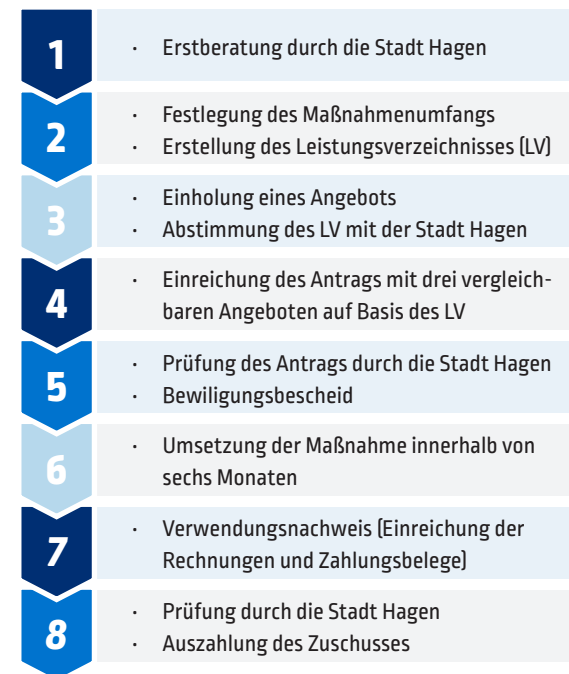 1
· Erstberatung durch die Stadt Hagen
2
· Festlegung des Maßnahmenumfangs
· Erstellung des Leistungsverzeichnisses (LV)
3
· Einholung eines Angebots
· Abstimmung des LV mit der Stadt Hagen
4
· Einreichung des Antrags mit drei vergleich-
baren Angeboten auf Basis des LV
5
· Prüfung des Antrags durch die Stadt Hagen
· Bewiligungsbescheid
6
· Umsetzung der Maßnahme innerhalb von
sechs Monaten
7
· Verwendungsnachweis (Einreichung der
Rechnungen und Zahlungsbelege)
8
· Prüfung durch die Stadt Hagen
· Auszahlung des Zuschusses